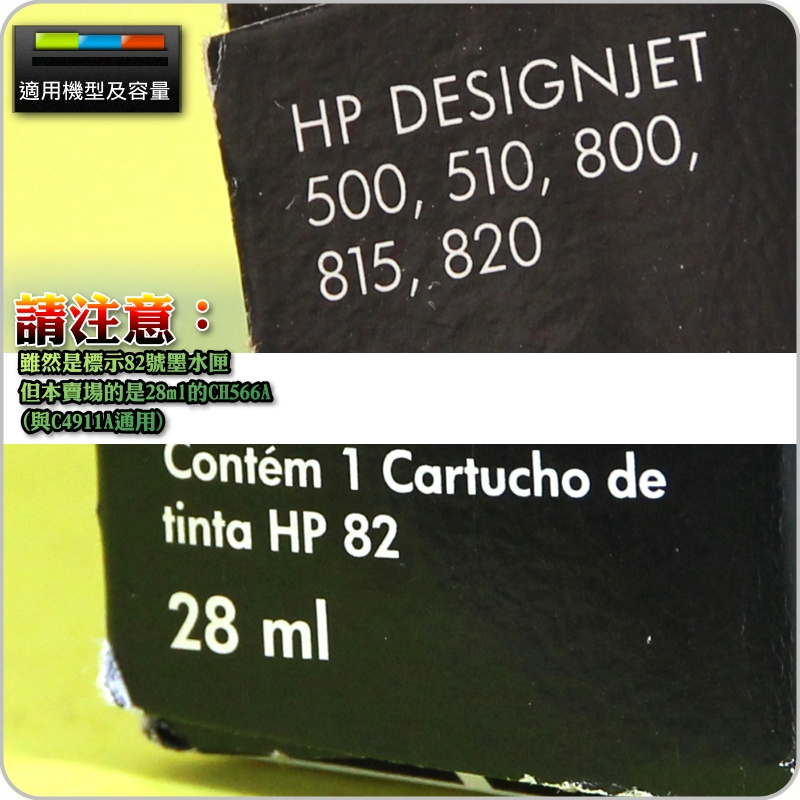 適用機型及容量
HP DESIGNJET
500, 510, 800,
815, 820
請注意：
雖然是標示82號墨水匣
但本賣場的是28ml的CH566A
(與C4911A通用)
Contém 1 Cartucho de
tinta HP 82
28 ml